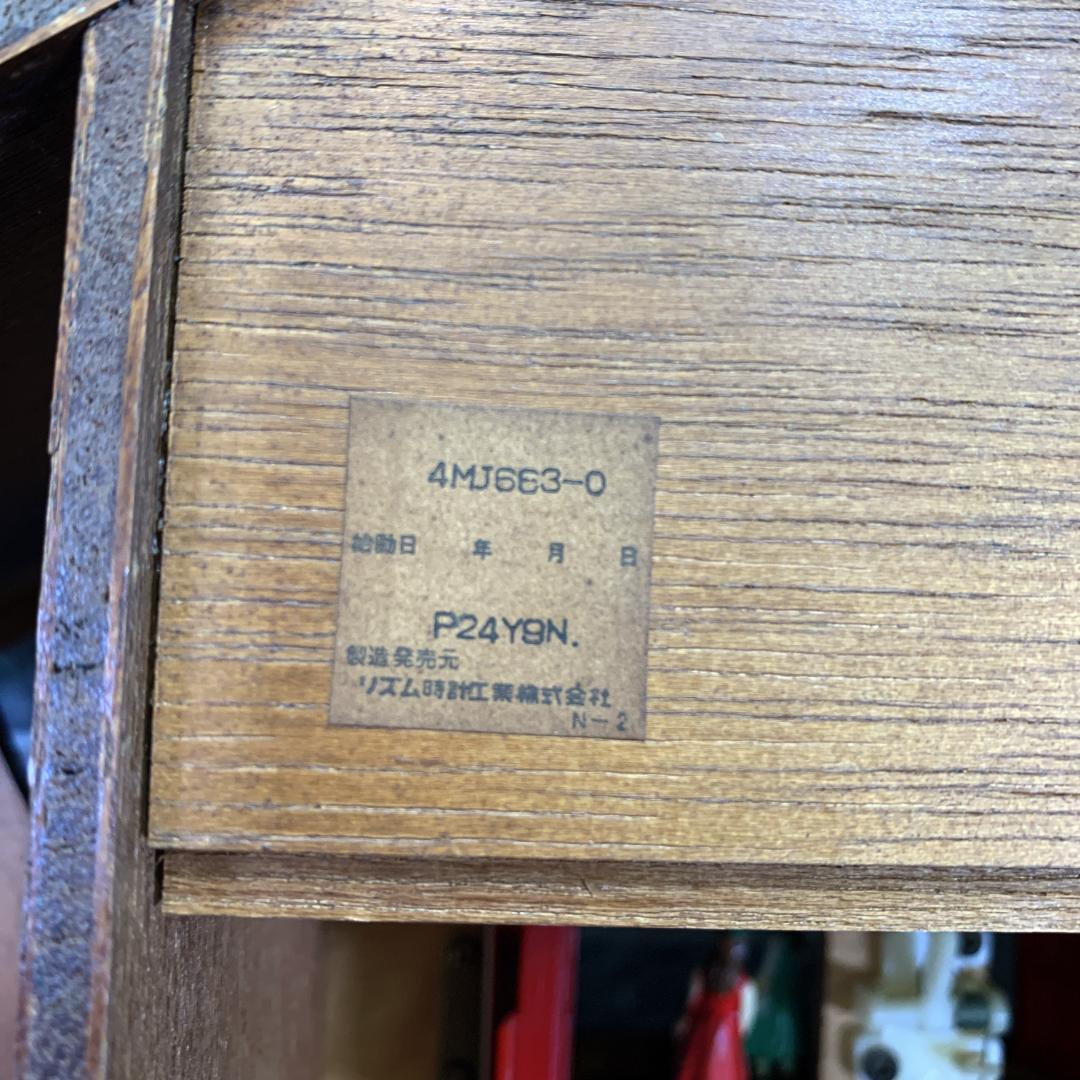 4MJ663-0
始動日 年 月 日
P24Y9N.
製造発売元
リズム時計工業株式会社
N-2